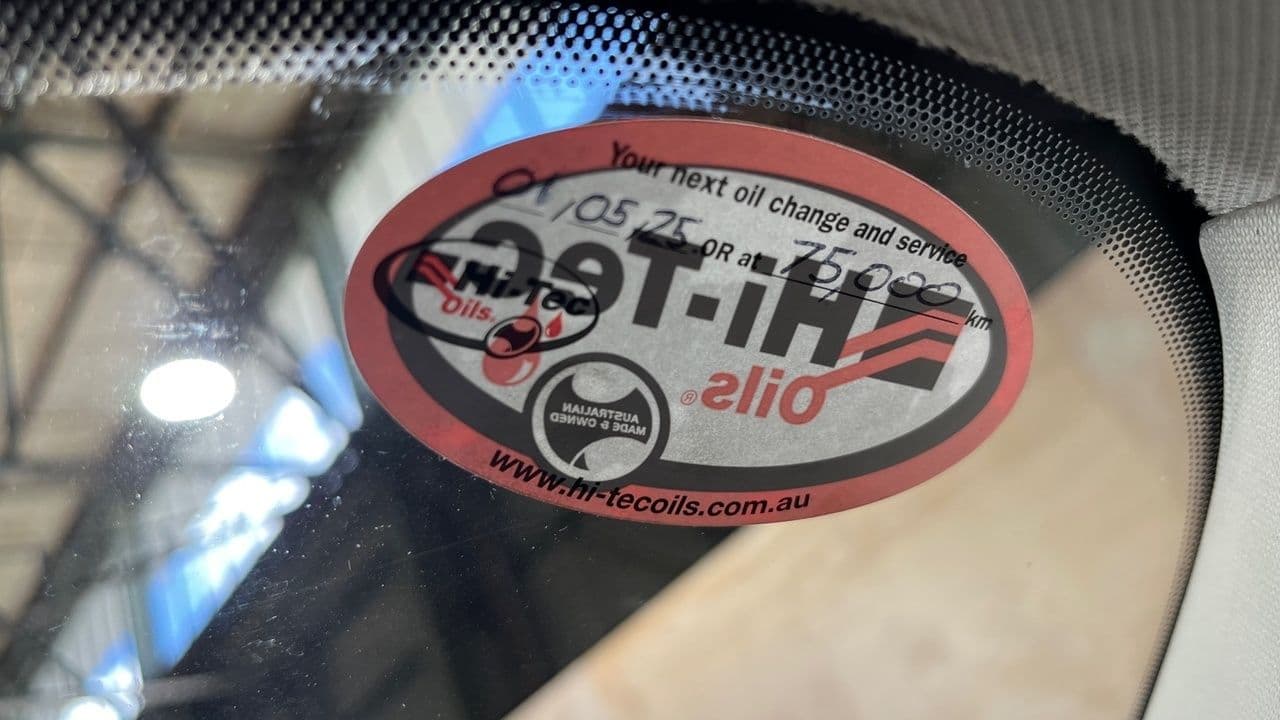 Your next oil change and service
01/05/25 OR at 75,000 km
Hi-Tec
Oils®
Hi-Tec
Oils.
AUSTRALIAN
MADE & OWNED
www.hi-tecoils.com.au